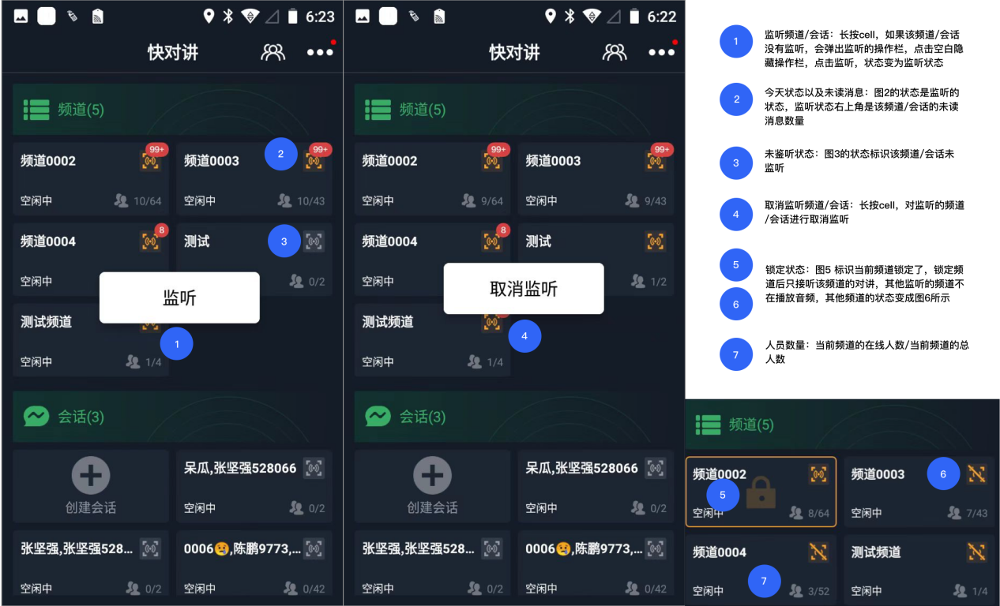 6:23
快对讲
频道(5)
频道0002
99+
空闲中
10/64
频道0003
2
99+
空闲中
10/43
频道0004
8
空闲中
测试
3
0/2
监听
测试频道
1
空闲中
1/4
会话(3)
创建会话
呆瓜,张坚强528066
空闲中
0/2
张坚强,张坚强528...
空闲中
0/2
0006😢,陈鹏9773,...
空闲中
0/42
6:22
快对讲
频道(5)
频道0002
99+
空闲中
9/64
频道0003
99+
空闲中
9/43
频道0004
8
空闲中
测试
1/2
取消监听
测试频道
4
空闲中
1/4
会话(3)
创建会话
呆瓜,张坚强528066
空闲中
0/2
张坚强,张坚强528...
空闲中
0/2
0006😢,陈鹏9773,...
空闲中
0/42
1
监听频道/会话：长按cell，如果该频道/会话
没有监听，会弹出监听的操作栏，点击空白隐
藏操作栏，点击监听，状态变为监听状态
2
今天状态以及未读消息：图2的状态是监听的
状态，监听状态右上角是该频道/会话的未读
消息数量
3
未鉴听状态：图3的状态标识该频道/会话未
监听
4
取消监听频道/会话：长按cell，对监听的频道
/会话进行取消监听
5
6
锁定状态：图5 标识当前频道锁定了，锁定频
道后只接听该频道的对讲，其他监听的频道不
在播放音频，其他频道的状态变成图6所示
7
人员数量：当前频道的在线人数/当前频道的总
人数
频道(5)
频道0002
5
空闲中
8/64
频道0003
6
空闲中
7/43
频道0004
7
空闲中
3/52
测试频道
空闲中
1/4